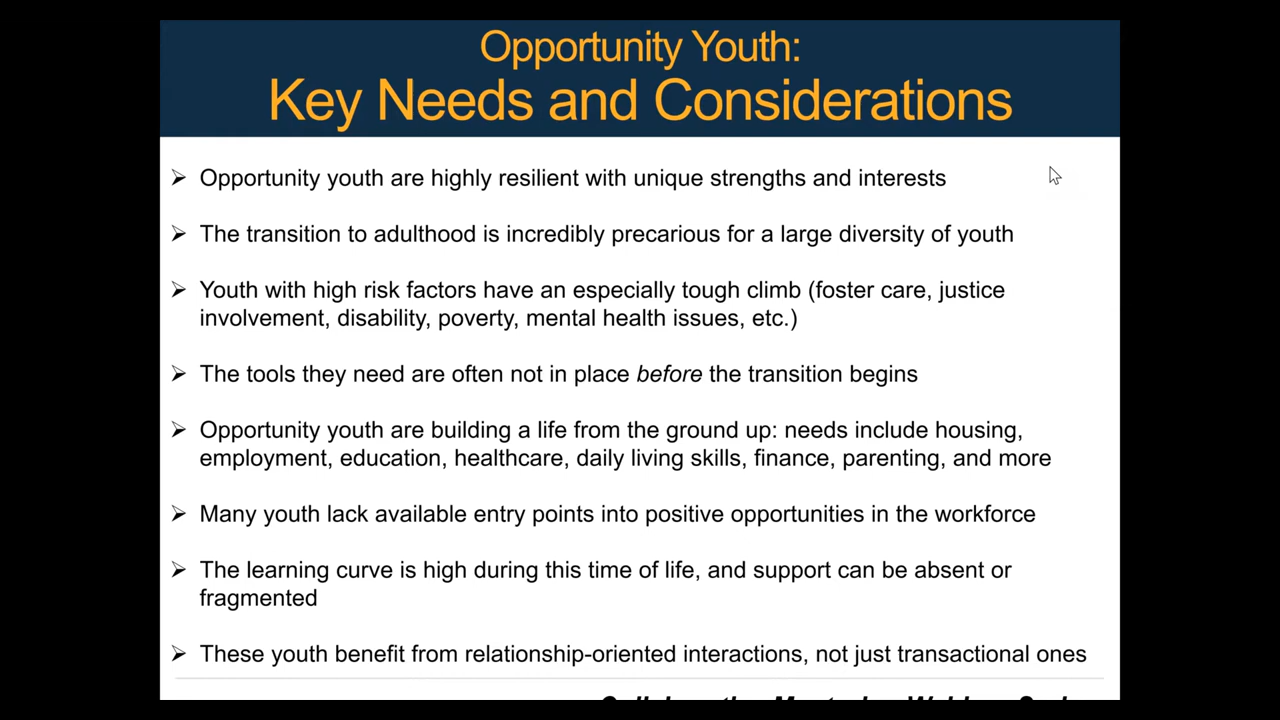 Opportunity Youth:
Key Needs and Considerations
➢ Opportunity youth are highly resilient with unique strengths and interests
➢ The transition to adulthood is incredibly precarious for a large diversity of youth
➢ Youth with high risk factors have an especially tough climb (foster care, justice
involvement, disability, poverty, mental health issues, etc.)
➢ The tools they need are often not in place before the transition begins
➢ Opportunity youth are building a life from the ground up: needs include housing,
employment, education, healthcare, daily living skills, finance, parenting, and more
➢ Many youth lack available entry points into positive opportunities in the workforce
➢ The learning curve is high during this time of life, and support can be absent or
fragmented
➢ These youth benefit from relationship-oriented interactions, not just transactional ones